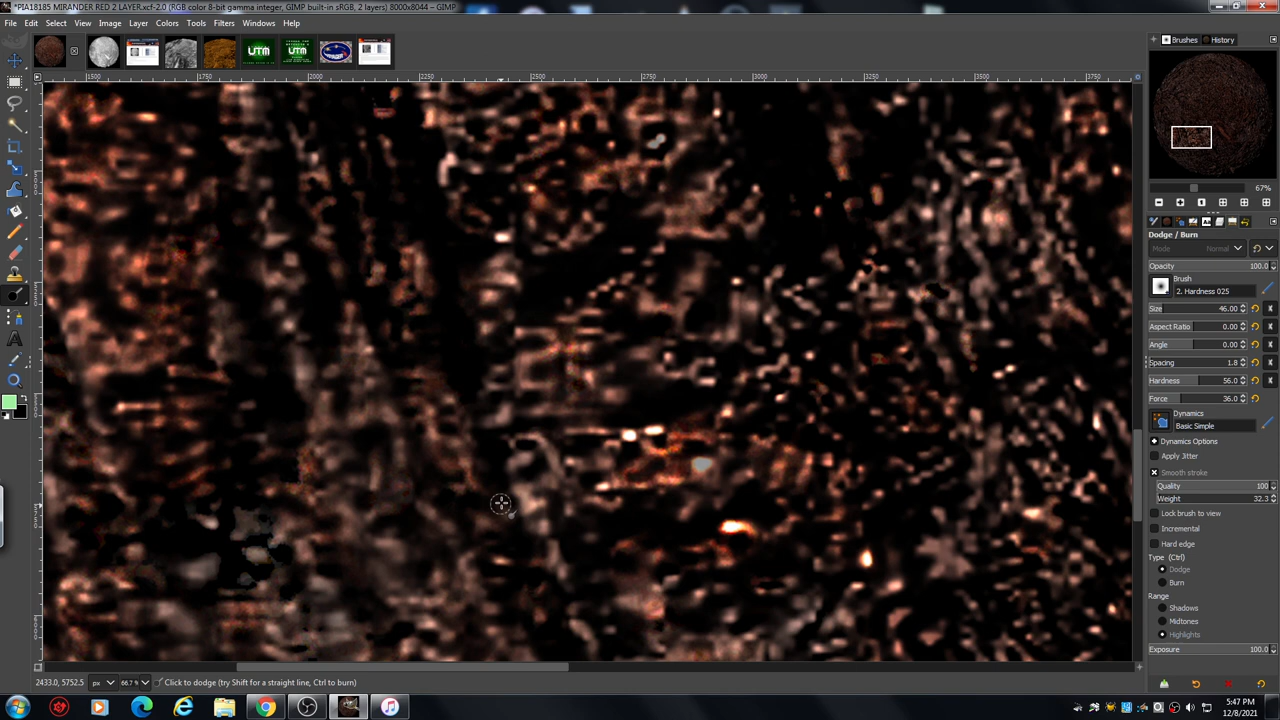 *PIA18185 MIRANDER RED 2 LAYER.xcf-2.0 (RGB color 8-bit gamma integer, GIMP built-in sRGB, 2 layers) 8000x8044 – GIMP
File Edit Select View Image Layer Colors Tools Filters Windows Help
UTM
UTM
Brushes History
1500 1750 2000 2250 2500 2750 3000 3250 3500 3750
67%
Dodge / Burn
Mode Normal
Opacity 100.0
Brush
2. Hardness 025
Size 46.00
Aspect Ratio 0.00
Angle 0.00
Spacing 1.8
Hardness 56.0
Force 36.0
Dynamics
Basic Simple
Dynamics Options
Apply Jitter
Smooth stroke
Quality 100
Weight 32.3
Lock brush to view
Incremental
Hard edge
Type (Ctrl)
Dodge
Burn
Range
Shadows
Midtones
Highlights
Exposure 100.0
2433.0, 5752.5 px 66.7 % Click to dodge (try Shift for a straight line, Ctrl to burn)
5:47 PM
12/8/2021